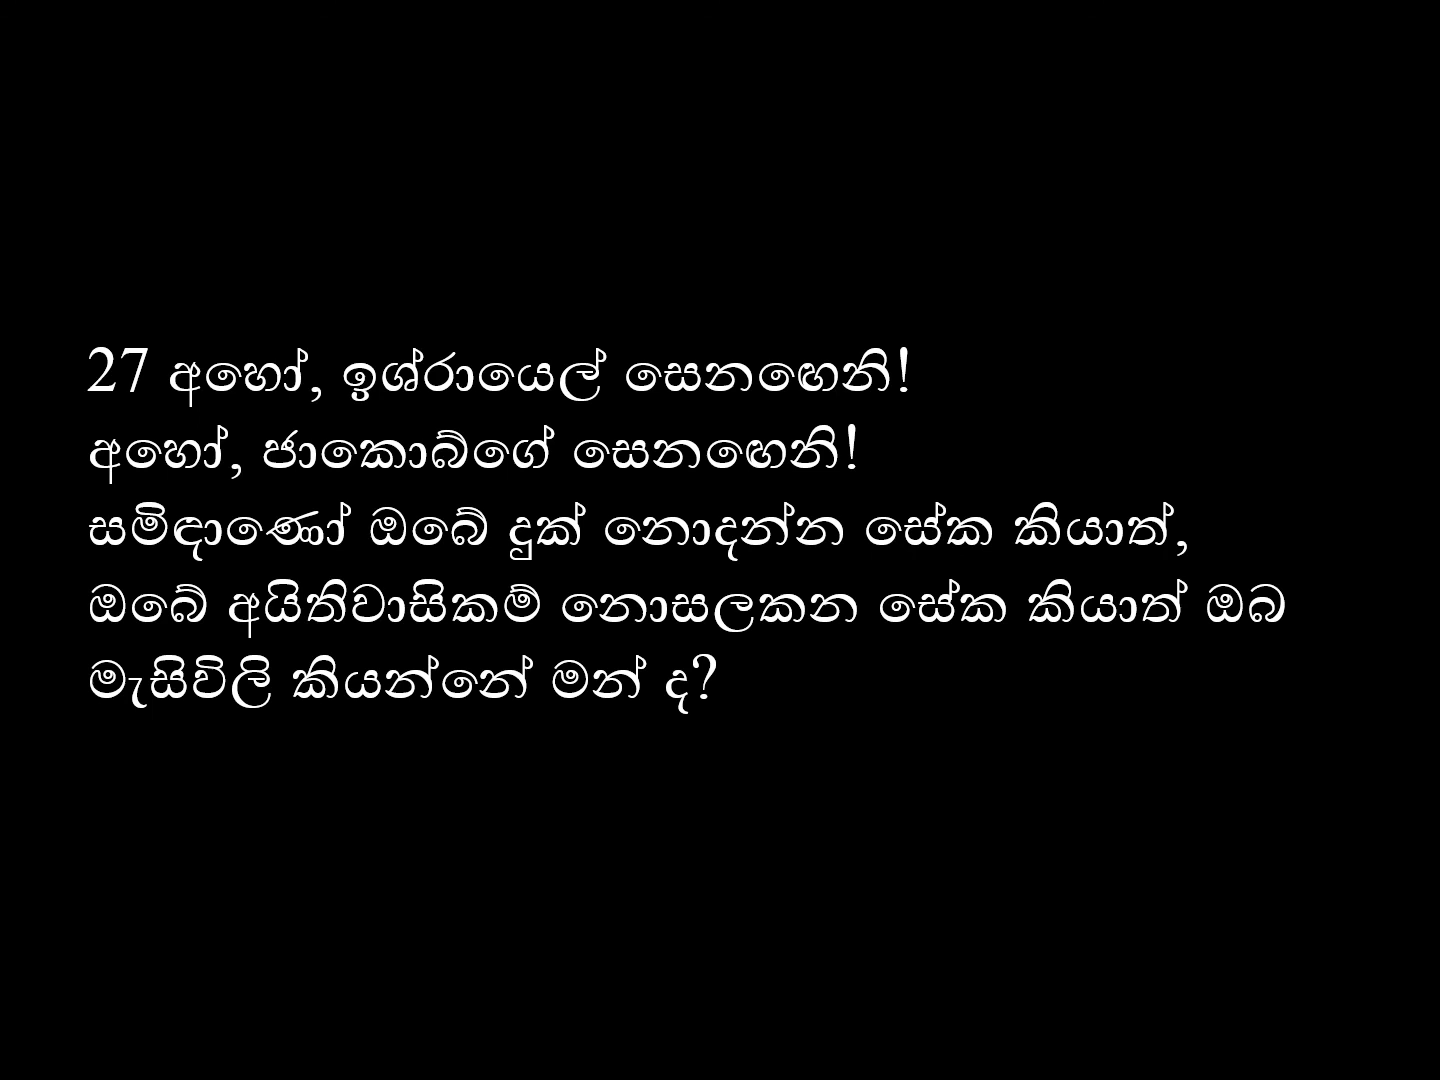 27 අහෝ, ඉශ්රායෙල් සෙනඟෙනි!
අහෝ, ජාකොබ්ගේ සෙනඟෙනි!
සමිඳාණෝ ඔබේ දුක් නොදන්න සේක කියාත්,
ඔබේ අයිතිවාසිකම් නොසලකන සේක කියාත් ඔබ
මැසිවිලි කියන්නේ මන් ද?